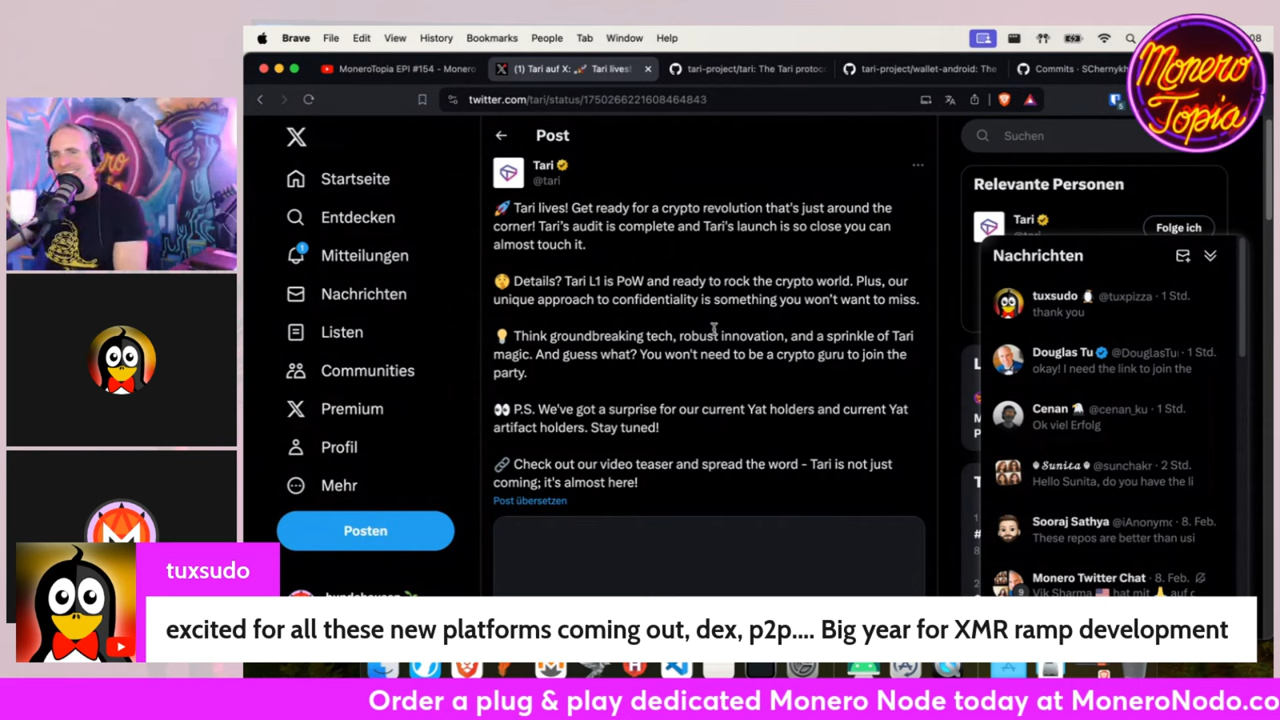 Brave File Edit View History Bookmarks People Tab Window Help
08
MoneroTopia EPI #154 - Monero
(1) Tari auf X: 🚀 Tari lives!
tari-project/tari: The Tari protoc
tari-project/wallet-android: The
Commits · SChernykh
twitter.com/tari/status/1750266221608464843
Monero
Topia
Post
Suchen
Startseite
Entdecken
Mitteilungen
1
Nachrichten
Listen
Communities
Premium
Profil
Mehr
Posten
Tari
@tari
🚀 Tari lives! Get ready for a crypto revolution that's just around the
corner! Tari’s audit is complete and Tari's launch is so close you can
almost touch it.
🤫 Details? Tari L1 is PoW and ready to rock the crypto world. Plus, our
unique approach to confidentiality is something you won’t want to miss.
💡 Think groundbreaking tech, robust innovation, and a sprinkle of Tari
magic. And guess what? You won't need to be a crypto guru to join the
party.
👀 P.S. We've got a surprise for our current Yat holders and current Yat
artifact holders. Stay tuned!
🔗 Check out our video teaser and spread the word - Tari is not just
coming; it's almost here!
Post übersetzen
Relevante Personen
Tari
Folge ich
Nachrichten
tuxsudo 🐧 @tuxpizza · 1 Std.
thank you
Douglas Tu @DouglasTu · 1 Std.
okay! I need the link to join the
Cenan 🦅 @cenan_ku · 1 Std.
Ok viel Erfolg
Sunita @sunchakr · 2 Std.
Hello Sunita, do you have the li
Sooraj Sathya @iAnonymc · 8. Feb.
These repos are better than usi
Monero Twitter Chat · 8. Feb.
9
Vik Sharma 🇺🇸 hat mit 👍 auf
tuxsudo
excited for all these new platforms coming out, dex, p2p.... Big year for XMR ramp development
Order a plug & play dedicated Monero Node today at MoneroNodo.co